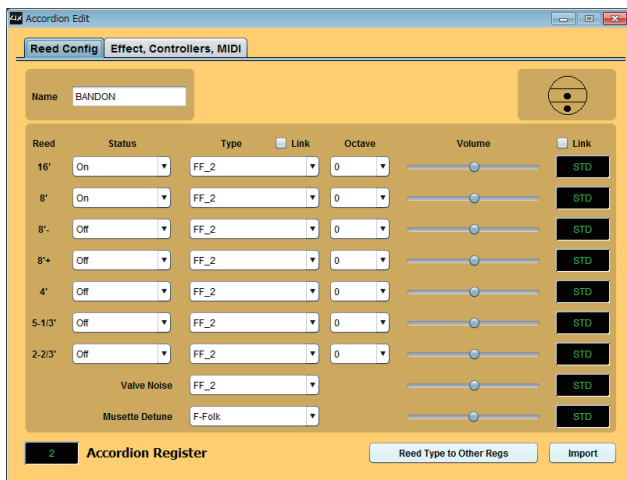 Accordion Edit
Reed Config Effect, Controllers, MIDI
Name BANDON
Reed Status Type Link Octave Volume Link
16' On FF_2 0 STD
8' On FF_2 0 STD
8'- Off FF_2 0 STD
8'+ Off FF_2 0 STD
4' Off FF_2 0 STD
5-1/3' Off FF_2 0 STD
2-2/3' Off FF_2 0 STD
Valve Noise FF_2 STD
Musette Detune F-Folk STD
2 Accordion Register Reed Type to Other Regs Import